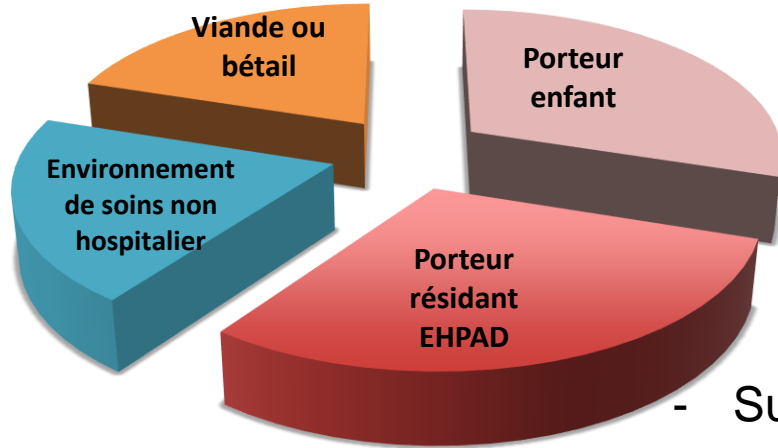 Viande ou
bétail
Porteur
enfant
Environnement
de soins non
hospitalier
Porteur
résidant
EHPAD
-